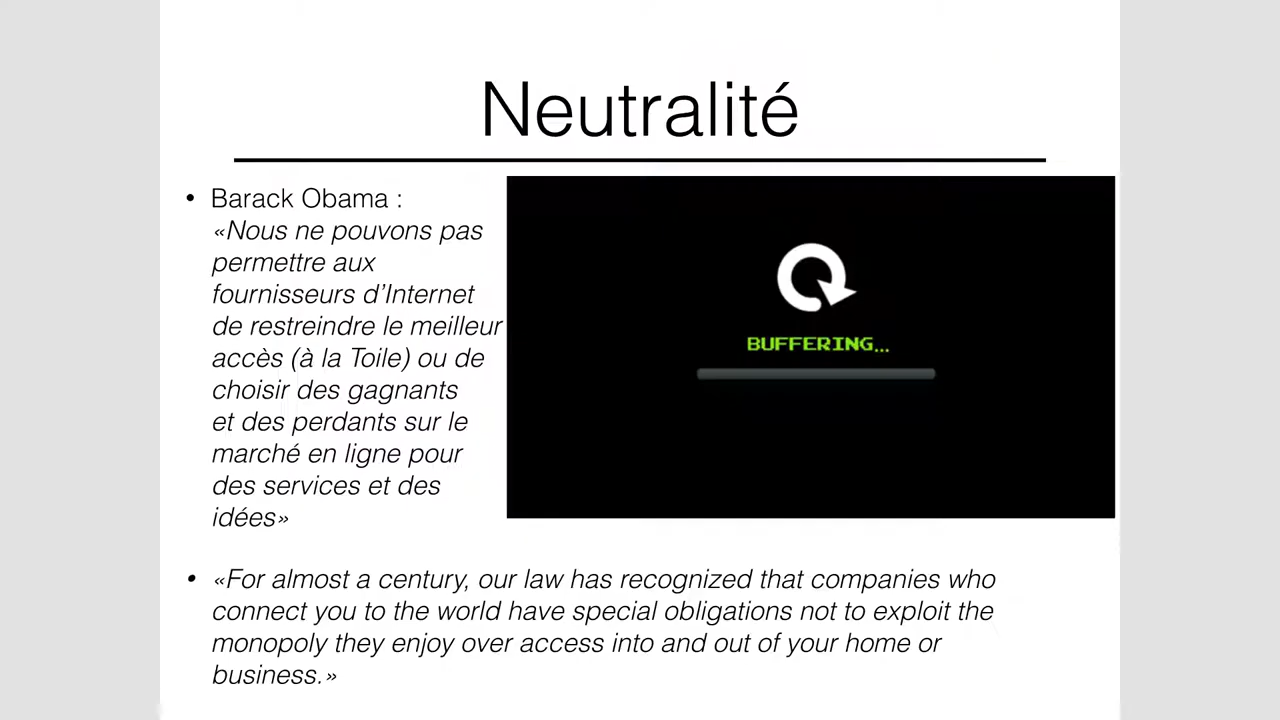 Neutralité
• Barack Obama :
«Nous ne pouvons pas
permettre aux
fournisseurs d’Internet
de restreindre le meilleur
accès (à la Toile) ou de
choisir des gagnants
et des perdants sur le
marché en ligne pour
des services et des
idées»
BUFFERING...
• «For almost a century, our law has recognized that companies who
connect you to the world have special obligations not to exploit the
monopoly they enjoy over access into and out of your home or
business.»